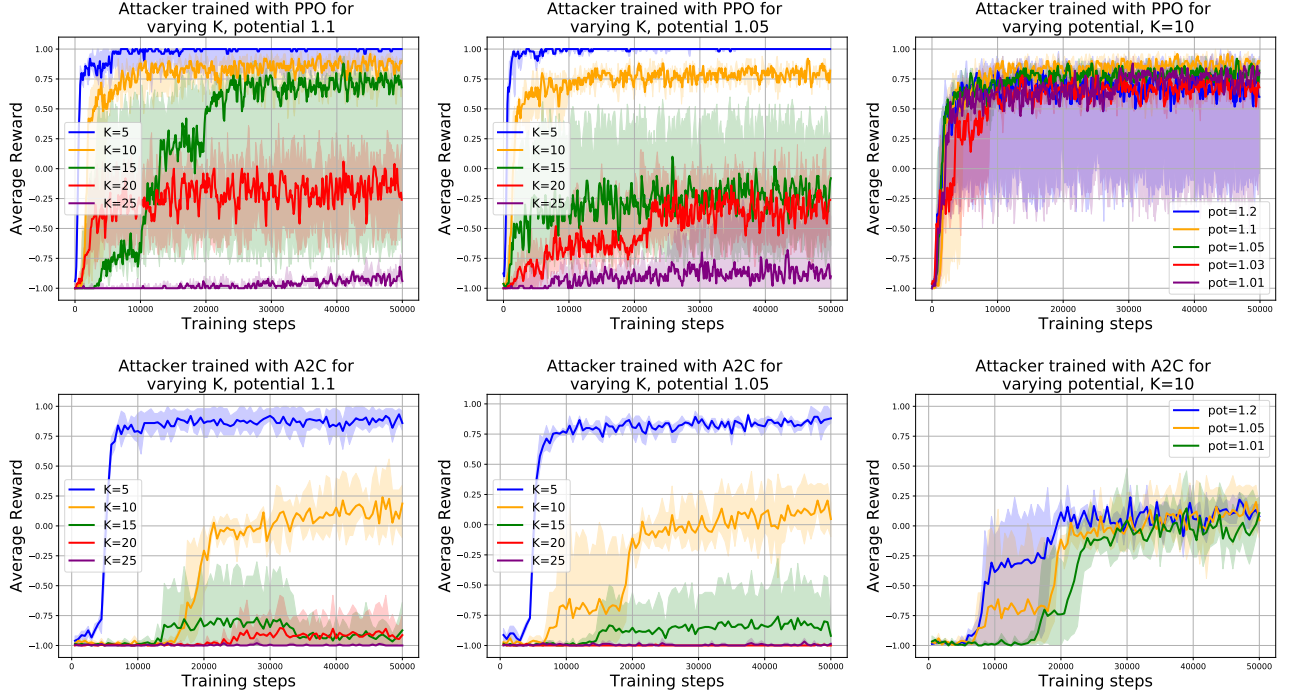 Attacker trained with PPO for
varying K, potential 1.1
Average Reward
1.00
0.75
0.50
0.25
0.00
−0.25
−0.50
−0.75
−1.00
K=5
K=10
K=15
K=20
K=25
0
10000
20000
30000
40000
50000
Training steps
Attacker trained with PPO for
varying K, potential 1.05
Average Reward
1.00
0.75
0.50
0.25
0.00
−0.25
−0.50
−0.75
−1.00
K=5
K=10
K=15
K=20
K=25
0
10000
20000
30000
40000
50000
Training steps
Attacker trained with PPO for
varying potential, K=10
Average Reward
1.00
0.75
0.50
0.25
0.00
−0.25
−0.50
−0.75
−1.00
pot=1.2
pot=1.1
pot=1.05
pot=1.03
pot=1.01
0
10000
20000
30000
40000
50000
Training steps
Attacker trained with A2C for
varying K, potential 1.1
Average Reward
1.00
0.75
0.50
0.25
0.00
−0.25
−0.50
−0.75
−1.00
K=5
K=10
K=15
K=20
K=25
0
10000
20000
30000
40000
50000
Training steps
Attacker trained with A2C for
varying K, potential 1.05
Average Reward
1.00
0.75
0.50
0.25
0.00
−0.25
−0.50
−0.75
−1.00
K=5
K=10
K=15
K=20
K=25
0
10000
20000
30000
40000
50000
Training steps
Attacker trained with A2C for
varying potential, K=10
Average Reward
1.00
0.75
0.50
0.25
0.00
−0.25
−0.50
−0.75
−1.00
pot=1.2
pot=1.05
pot=1.01
0
10000
20000
30000
40000
50000
Training steps